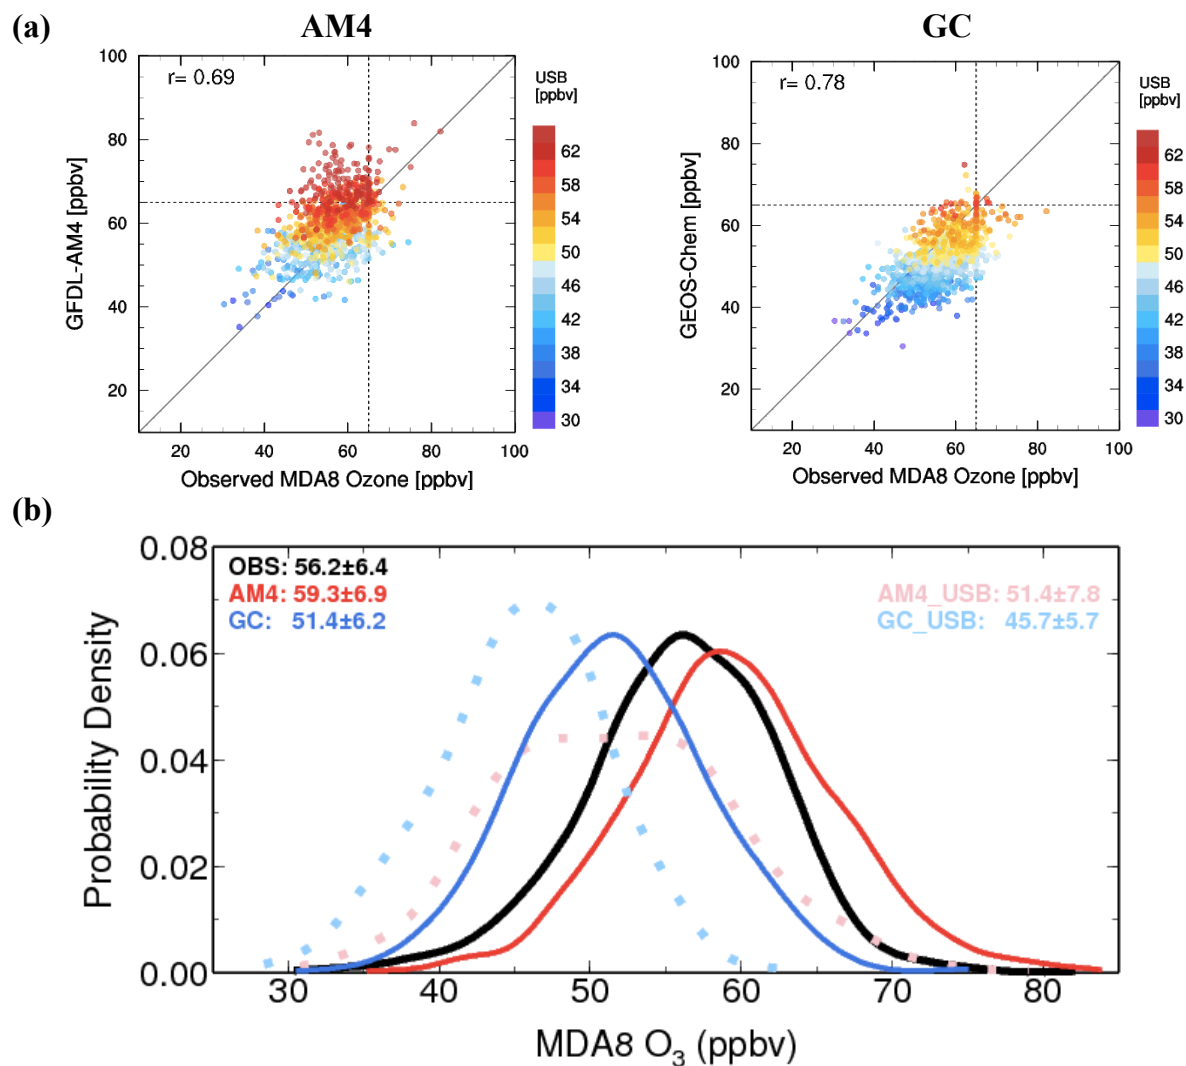 (a)
AM4
GC
r= 0.69
USB
[ppbv]
100
80
60
40
20
GFDL-AM4 [ppbv]
20 40 60 80 100
Observed MDA8 Ozone [ppbv]
62
58
54
50
46
42
38
34
30
r= 0.78
USB
[ppbv]
100
80
60
40
20
GEOS-Chem [ppbv]
20 40 60 80 100
Observed MDA8 Ozone [ppbv]
62
58
54
50
46
42
38
34
30
(b)
OBS: 56.2±6.4
AM4: 59.3±6.9
GC: 51.4±6.2
AM4_USB: 51.4±7.8
GC_USB: 45.7±5.7
0.08
0.06
0.04
0.02
0.00
Probability Density
30 40 50 60 70 80
MDA8 O3 (ppbv)